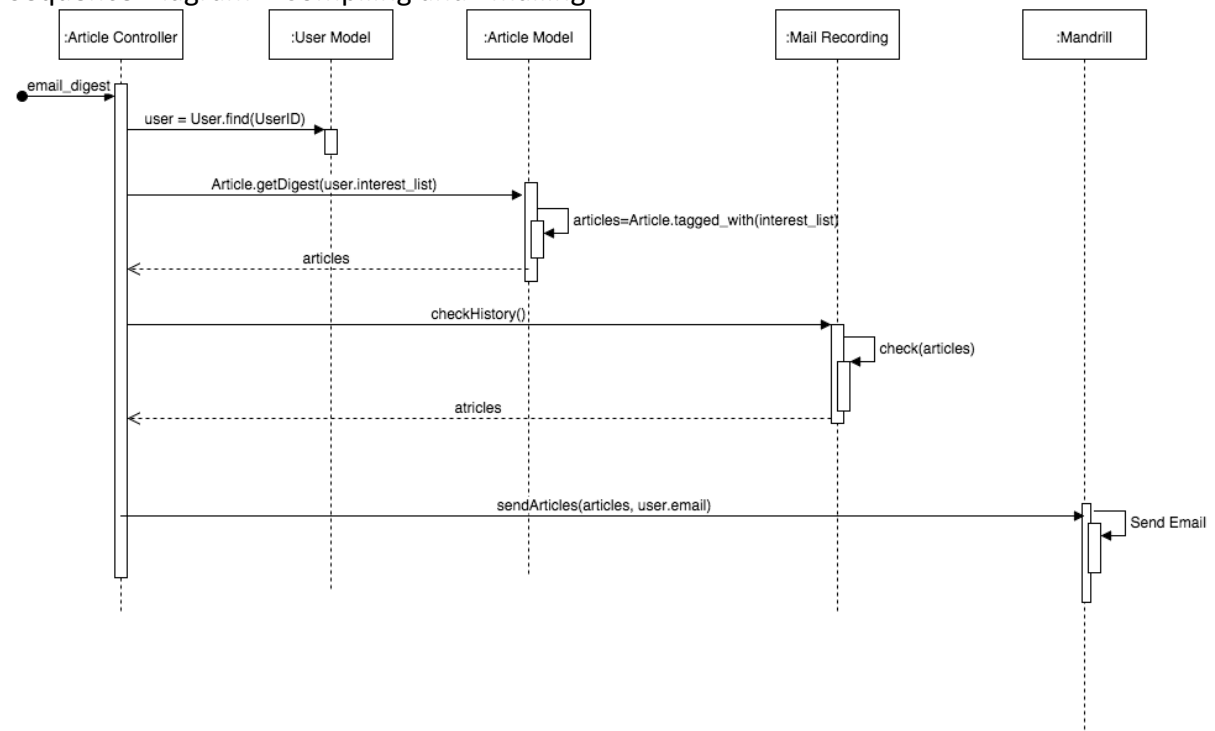 :Article Controller
:User Model
:Article Model
:Mail Recording
:Mandrill
email_digest
user = User.find(UserID)
Article.getDigest(user.interest_list)
articles=Article.tagged_with(interest_list)
articles
checkHistory()
check(articles)
atricles
sendArticles(articles, user.email)
Send Email